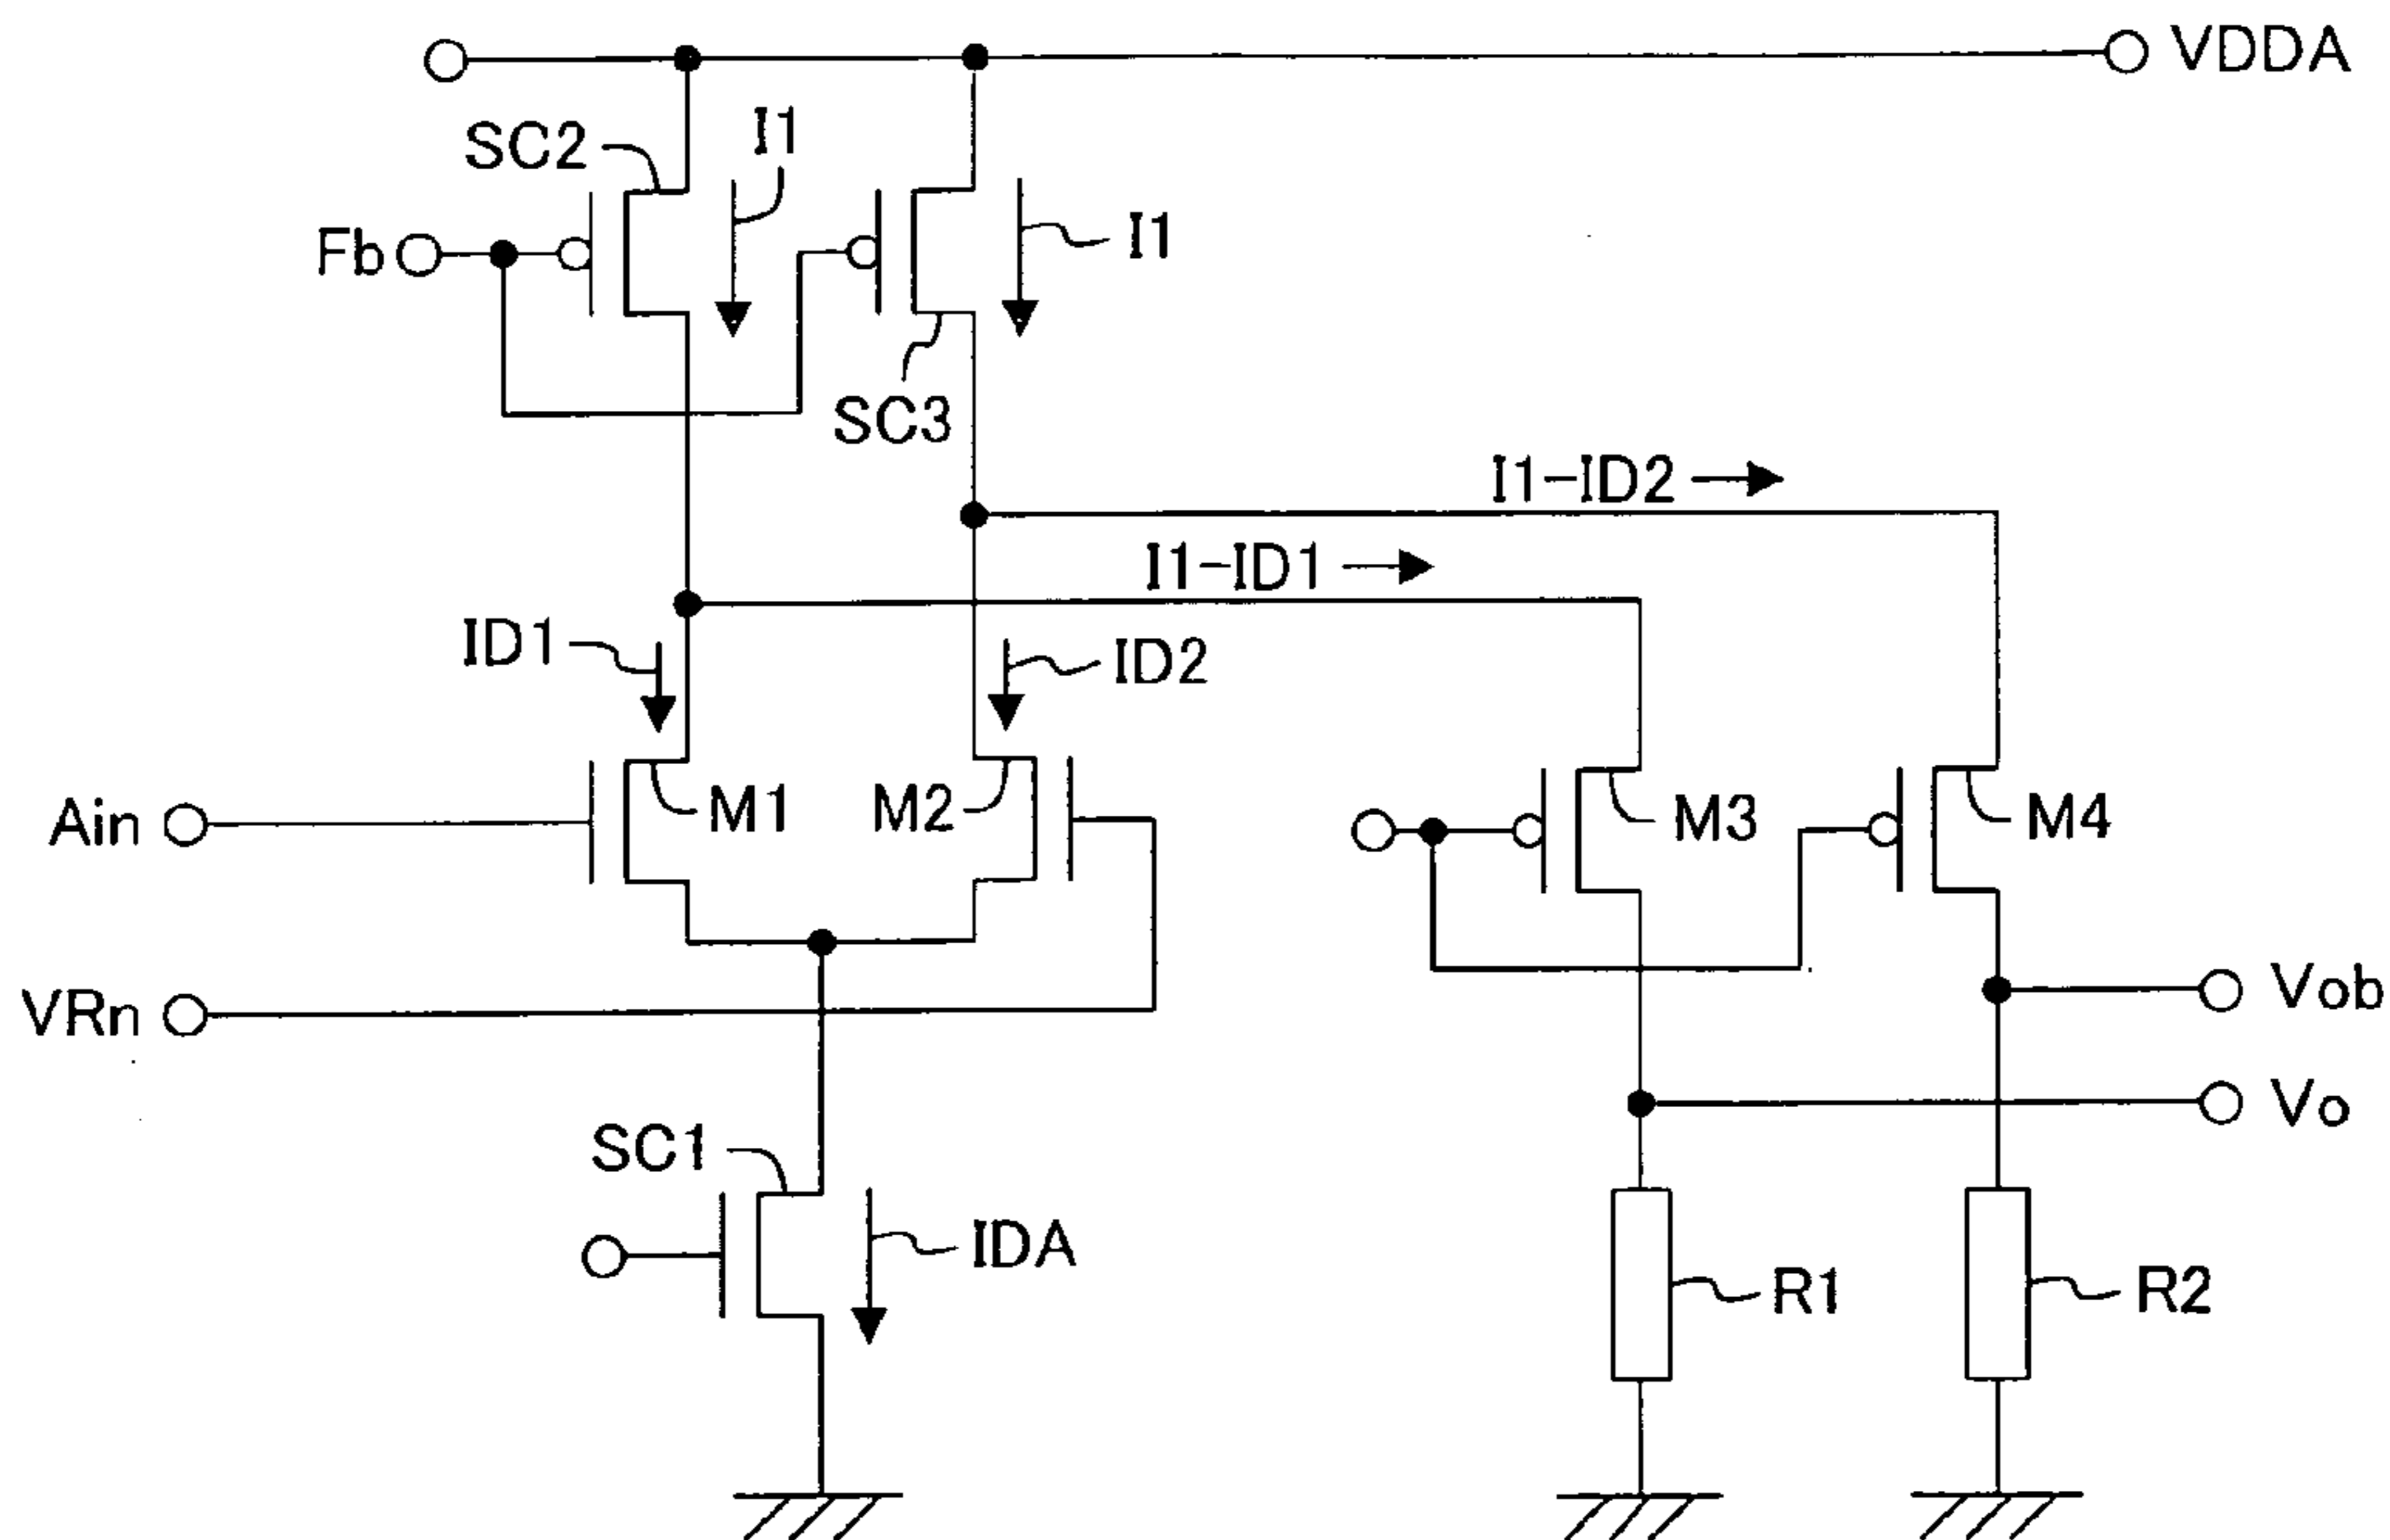 VDDA
SC2
I1
Fb
I1
SC3
I1-ID2
I1-ID1
ID1
ID2
Ain
M1
M2
M3
M4
VRn
Vob
Vo
SC1
IDA
R1
R2